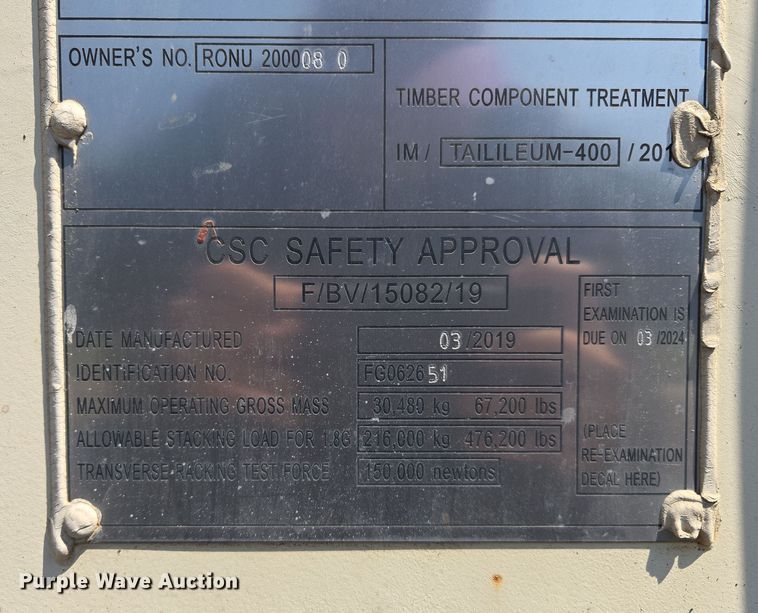 OWNER'S NO. RONU 200008 0
TIMBER COMPONENT TREATMENT
IM / TAILILEUM-400 / 201
CSC SAFETY APPROVAL
F/BV/15082/19
DATE MANUFACTURED 03/2019
IDENTIFICATION NO. FG062651
MAXIMUM OPERATING GROSS MASS 30,480 kg 67,200 lbs
ALLOWABLE STACKING LOAD FOR 1.8G 216,000 kg 476,200 lbs
TRANSVERSE RACKING TEST FORCE 150,000 newtons
FIRST
EXAMINATION IS
DUE ON 03 /2024
(PLACE
RE-EXAMINATION
DECAL HERE)
Purple Wave Auction